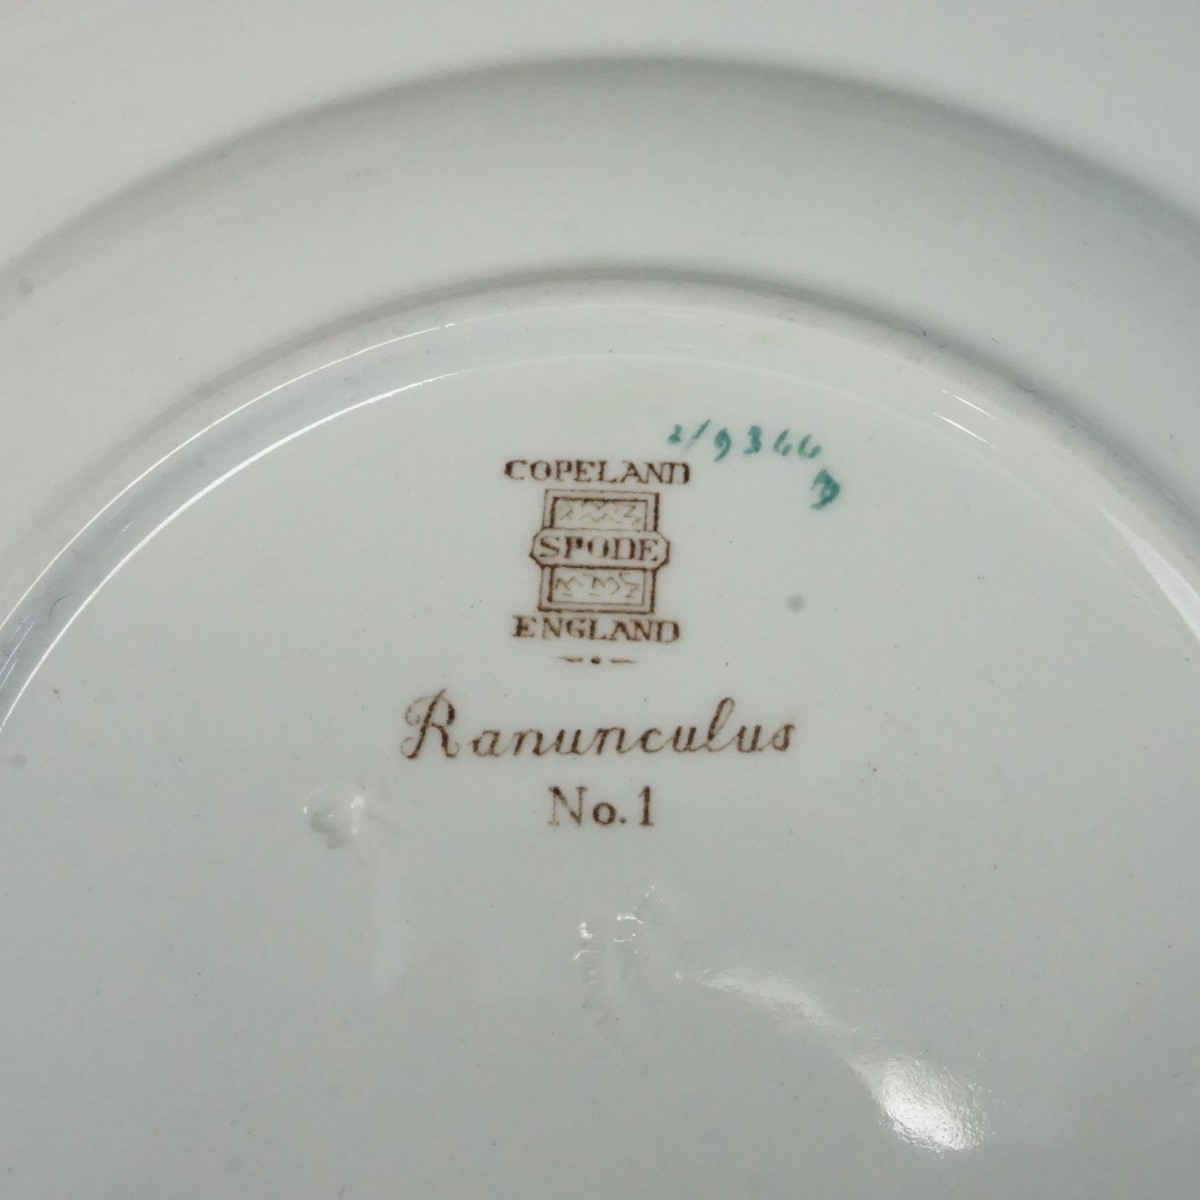 2/9344
D
COPELAND
SPODE
ENGLAND
Ranunculus
No. 1